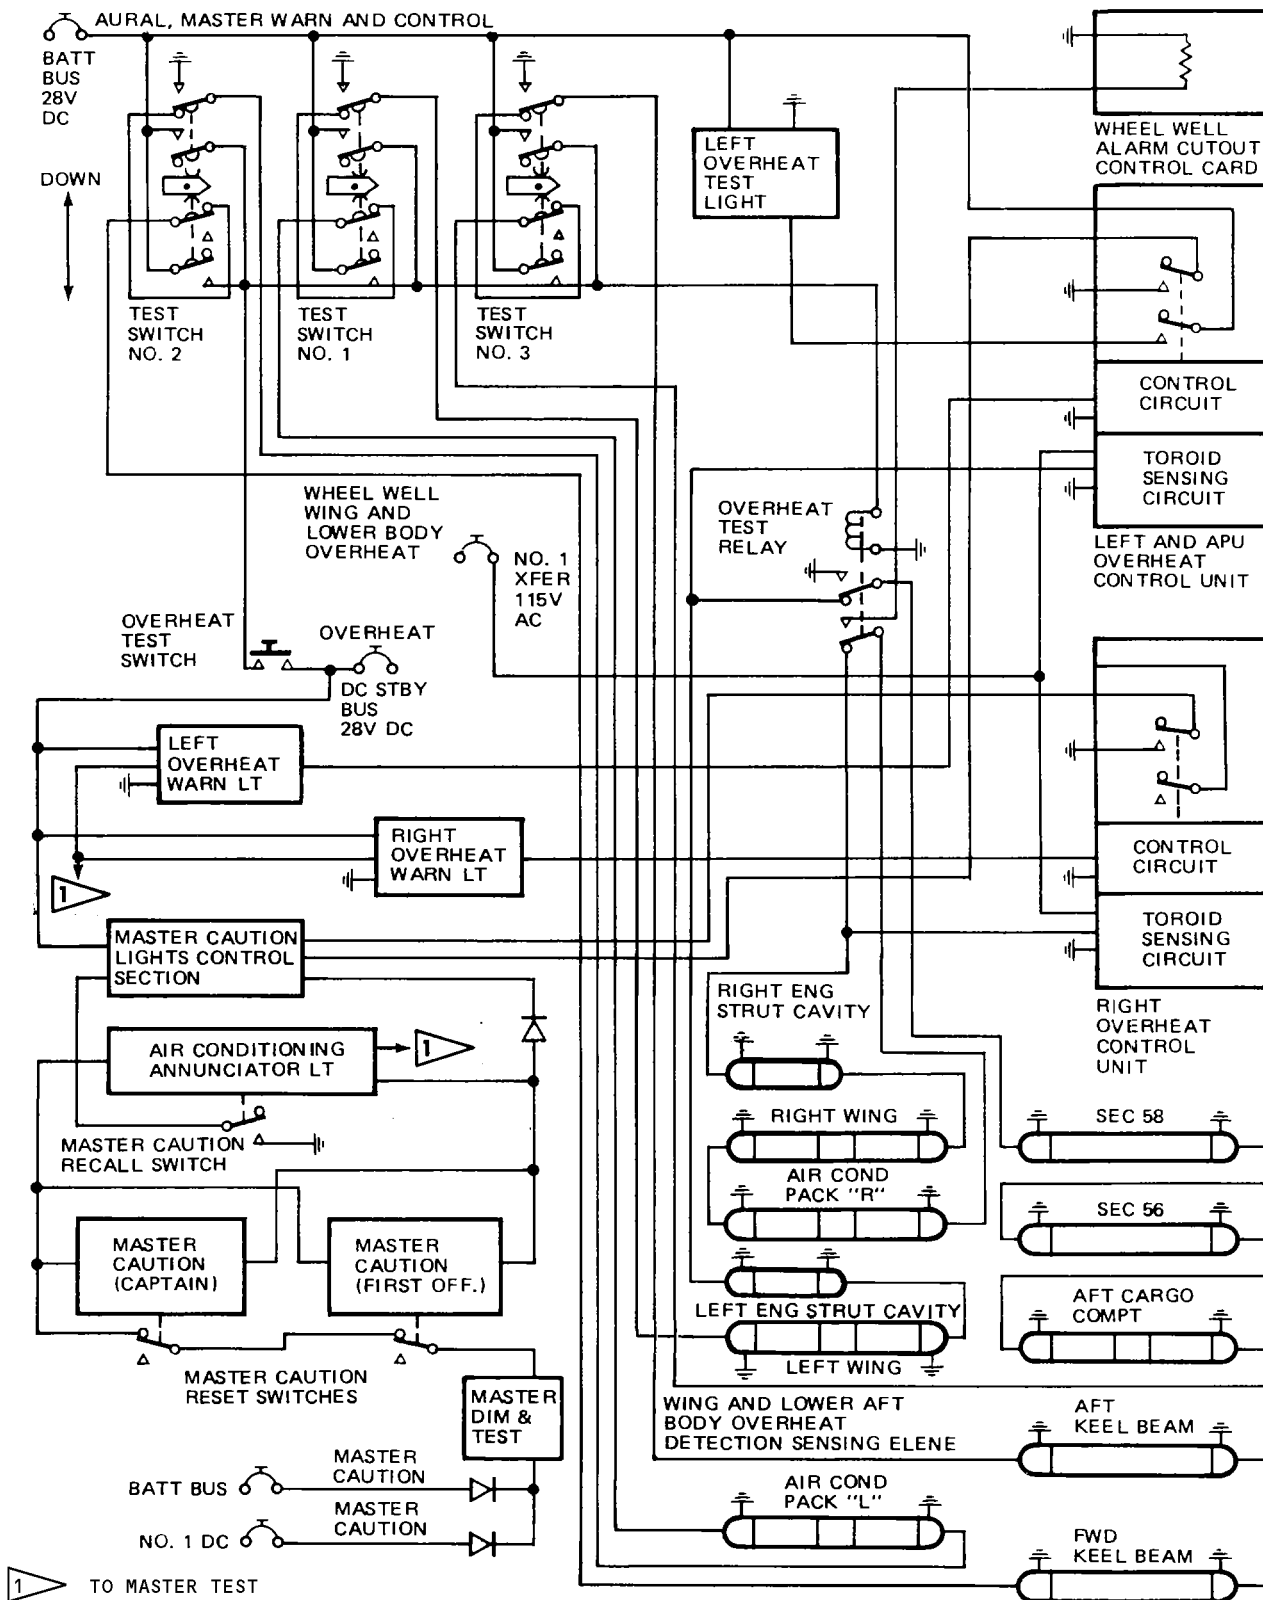 AURAL, MASTER WARN AND CONTROL
BATT
BUS
28V
DC
DOWN
TEST
SWITCH
NO. 2
TEST
SWITCH
NO. 1
TEST
SWITCH
NO. 3
LEFT
OVERHEAT
TEST
LIGHT
WHEEL WELL
ALARM CUTOUT
CONTROL CARD
CONTROL
CIRCUIT
TOROID
SENSING
CIRCUIT
LEFT AND APU
OVERHEAT
CONTROL UNIT
WHEEL WELL
WING AND
LOWER BODY
OVERHEAT
NO. 1
XFER
115V
AC
OVERHEAT
TEST
RELAY
OVERHEAT
TEST
SWITCH
OVERHEAT
DC STBY
BUS
28V DC
LEFT
OVERHEAT
WARN LT
RIGHT
OVERHEAT
WARN LT
1
CONTROL
CIRCUIT
TOROID
SENSING
CIRCUIT
RIGHT
OVERHEAT
CONTROL
UNIT
MASTER CAUTION
LIGHTS CONTROL
SECTION
AIR CONDITIONING
ANNUNCIATOR LT
1
MASTER CAUTION
RECALL SWITCH
MASTER
CAUTION
(CAPTAIN)
MASTER
CAUTION
(FIRST OFF.)
MASTER CAUTION
RESET SWITCHES
MASTER
DIM &
TEST
BATT BUS
MASTER
CAUTION
NO. 1 DC
MASTER
CAUTION
RIGHT ENG
STRUT CAVITY
RIGHT WING
AIR COND
PACK "R"
LEFT ENG STRUT CAVITY
LEFT WING
SEC 58
SEC 56
AFT CARGO
COMPT
WING AND LOWER AFT
BODY OVERHEAT
DETECTION SENSING ELENE
AFT
KEEL BEAM
AIR COND
PACK "L"
FWD
KEEL BEAM
1 TO MASTER TEST